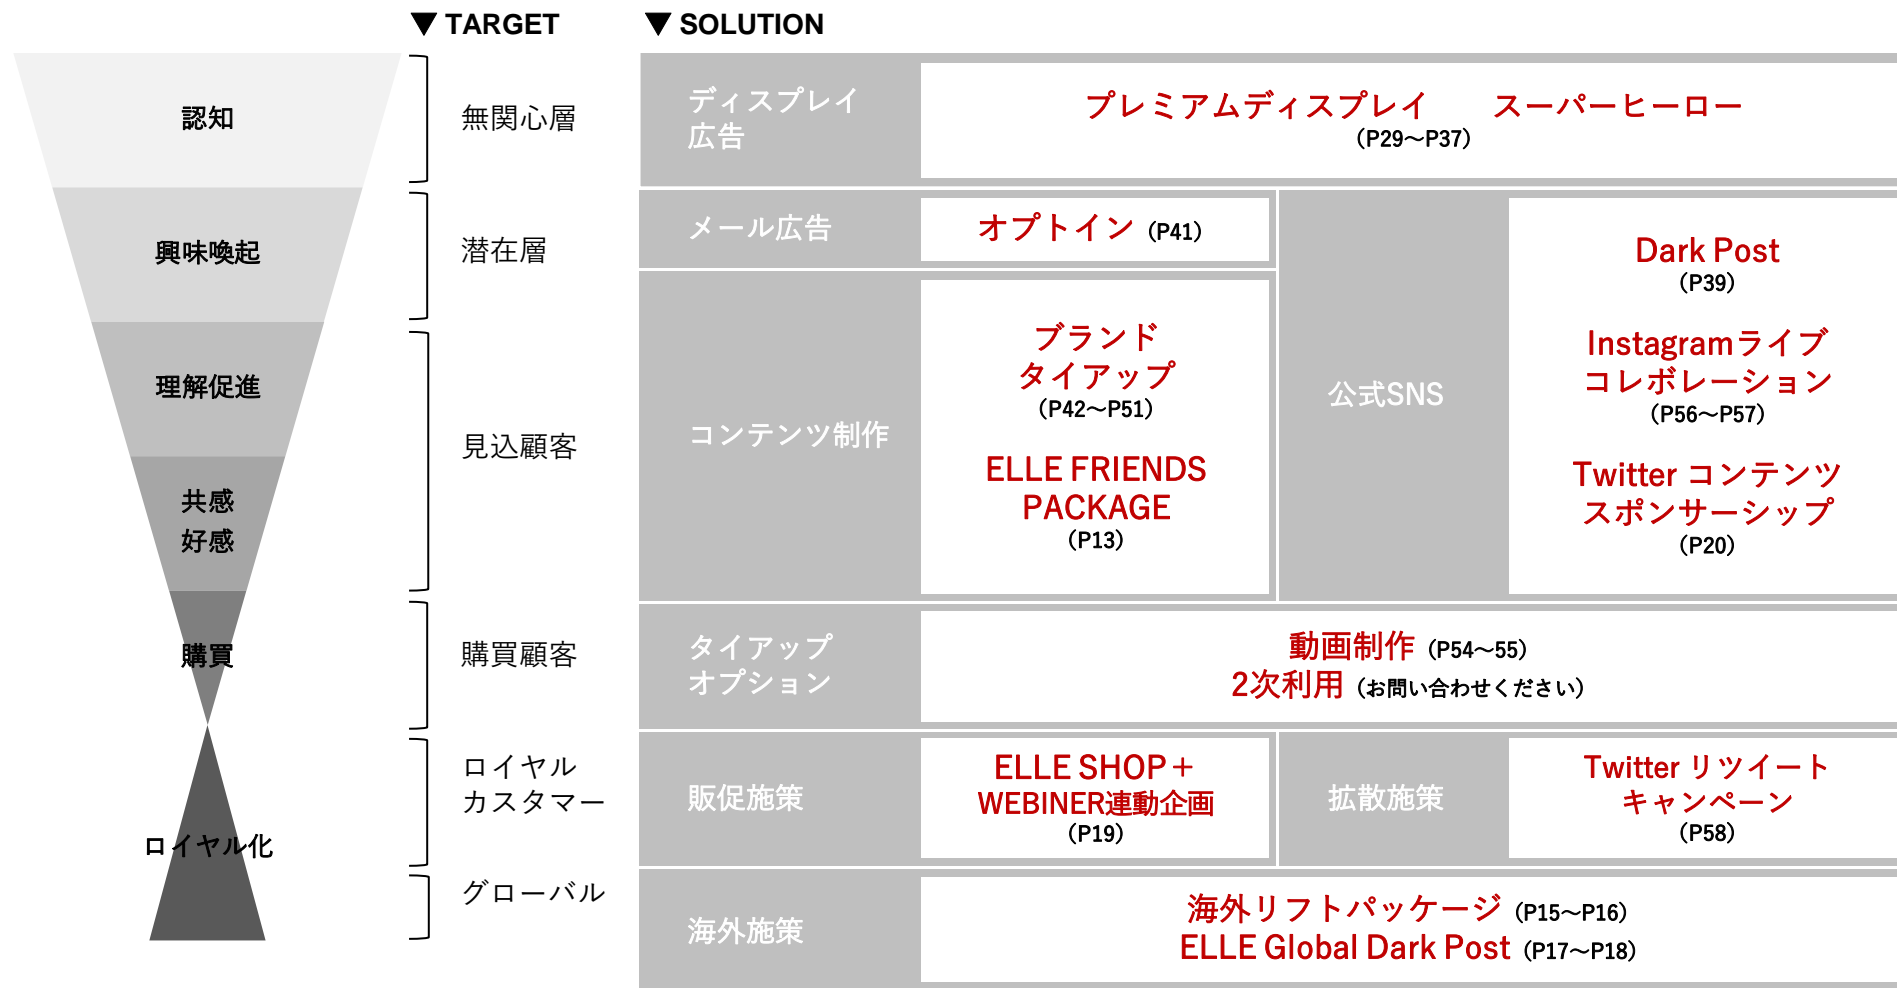 ▼ TARGET
▼ SOLUTION
認知
無関心層
ディスプレイ
広告
プレミアムディスプレイ　スーパーヒーロー
（P29～P37）
興味喚起
潜在層
メール広告
オプトイン（P41）
理解促進
共感
好感
見込顧客
コンテンツ制作
ブランド
タイアップ
（P42～P51）
ELLE FRIENDS
PACKAGE
（P13）
公式SNS
Dark Post
（P39）
Instagramライブ
コレボレーション
（P56～P57）
Twitter コンテンツ
スポンサーシップ
（P20）
購買
購買顧客
タイアップ
オプション
動画制作（P54～55）
2次利用（お問い合わせください）
ロイヤル化
ロイヤル
カスタマー
販促施策
ELLE SHOP＋
WEBINER連動企画
（P19）
拡散施策
Twitter リツイート
キャンペーン
（P58）
グローバル
海外施策
海外リフトパッケージ（P15～P16）
ELLE Global Dark Post（P17～P18）